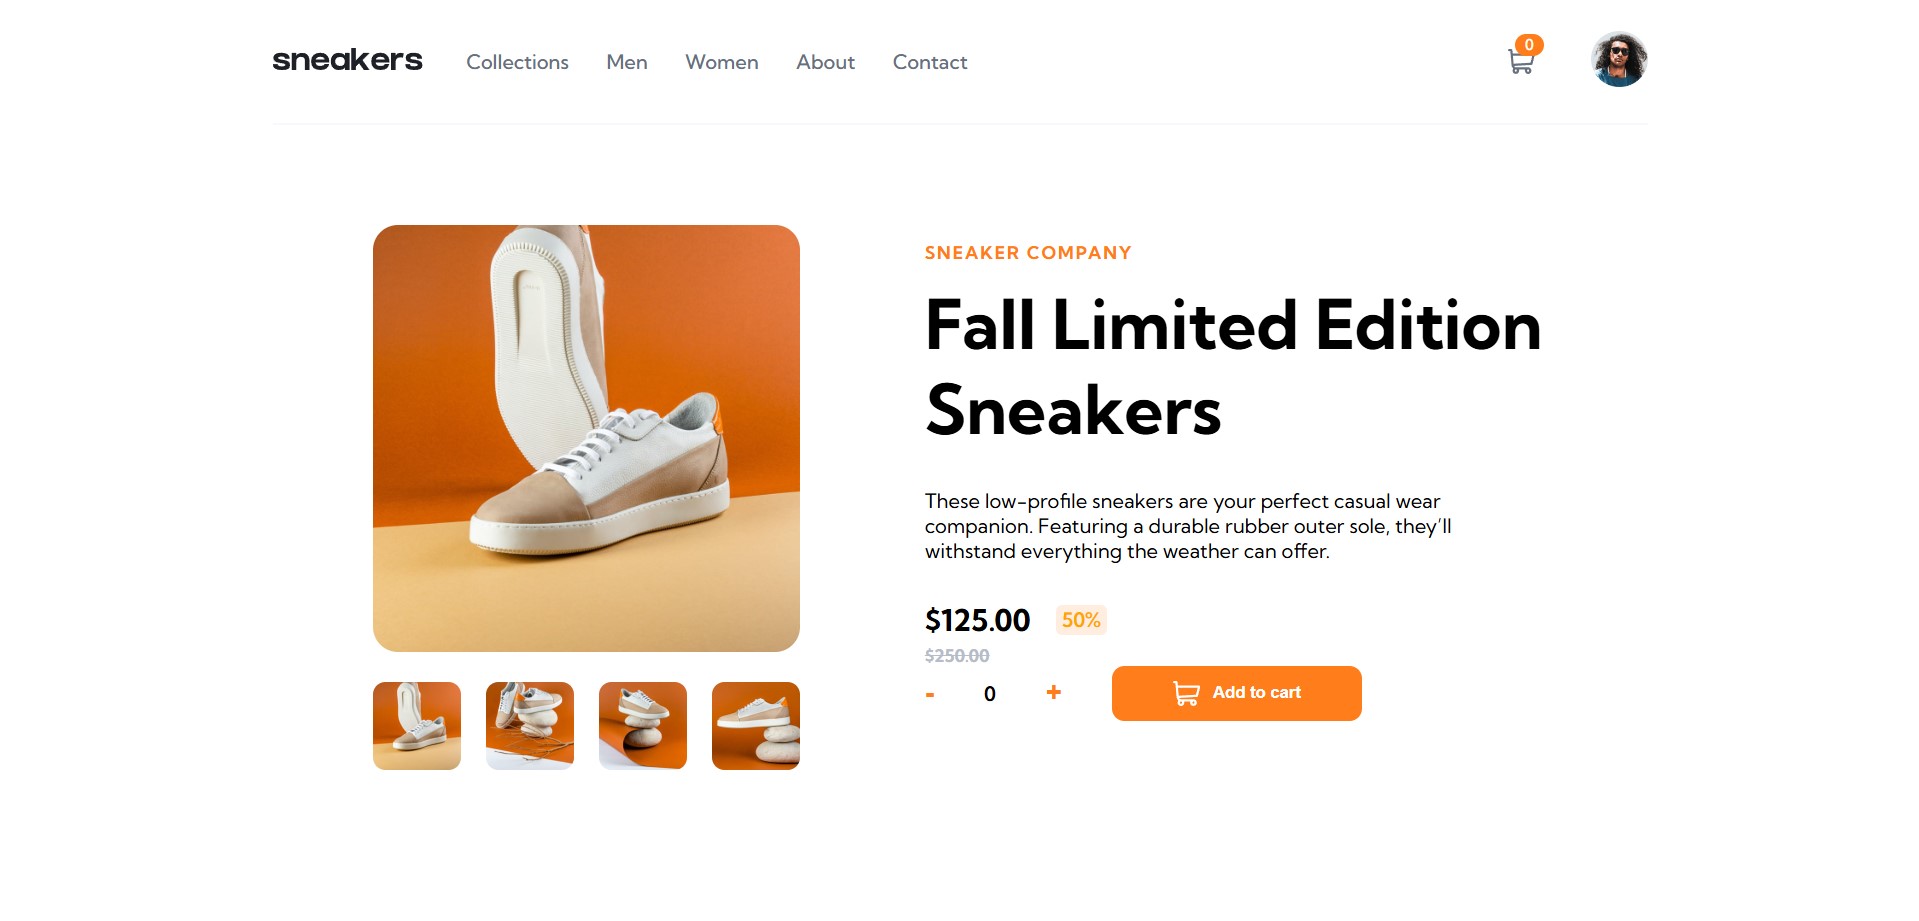 sneakers Collections Men Women About Contact 0
SNEAKER COMPANY
Fall Limited Edition
Sneakers
These low-profile sneakers are your perfect casual wear
companion. Featuring a durable rubber outer sole, they’ll
withstand everything the weather can offer.
$125.00 50%
$250.00
- 0 + Add to cart